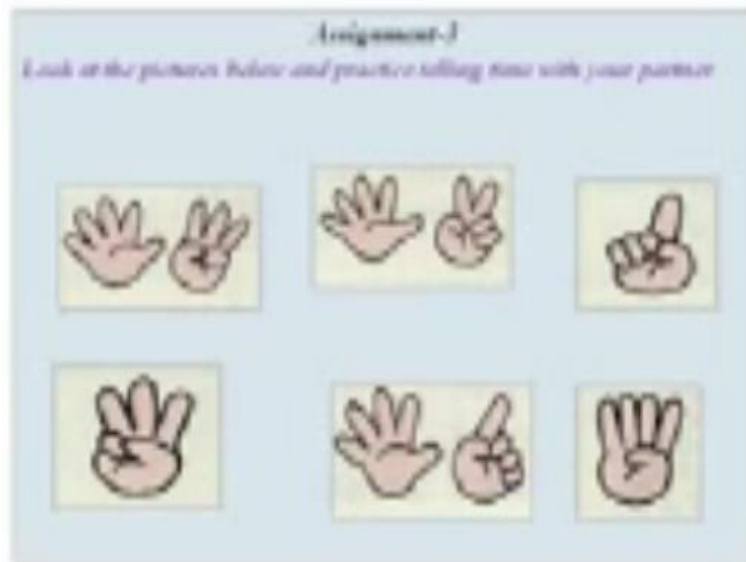 Assignment-3
Look at the pictures below and practice telling time with your partner